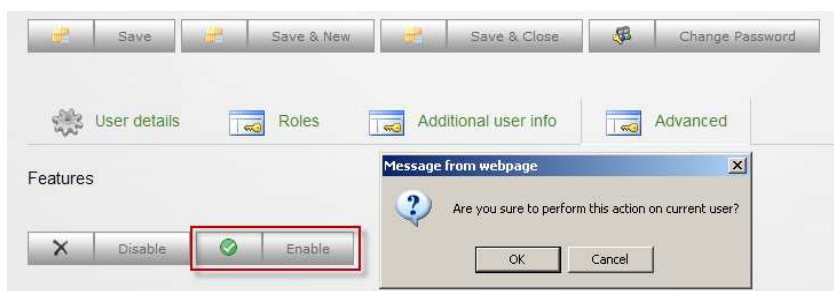 Save Save & New Save & Close Change Password
User details Roles Additional user info Advanced
Message from webpage
Features
Are you sure to perform this action on current user?
Disable Enable
OK Cancel